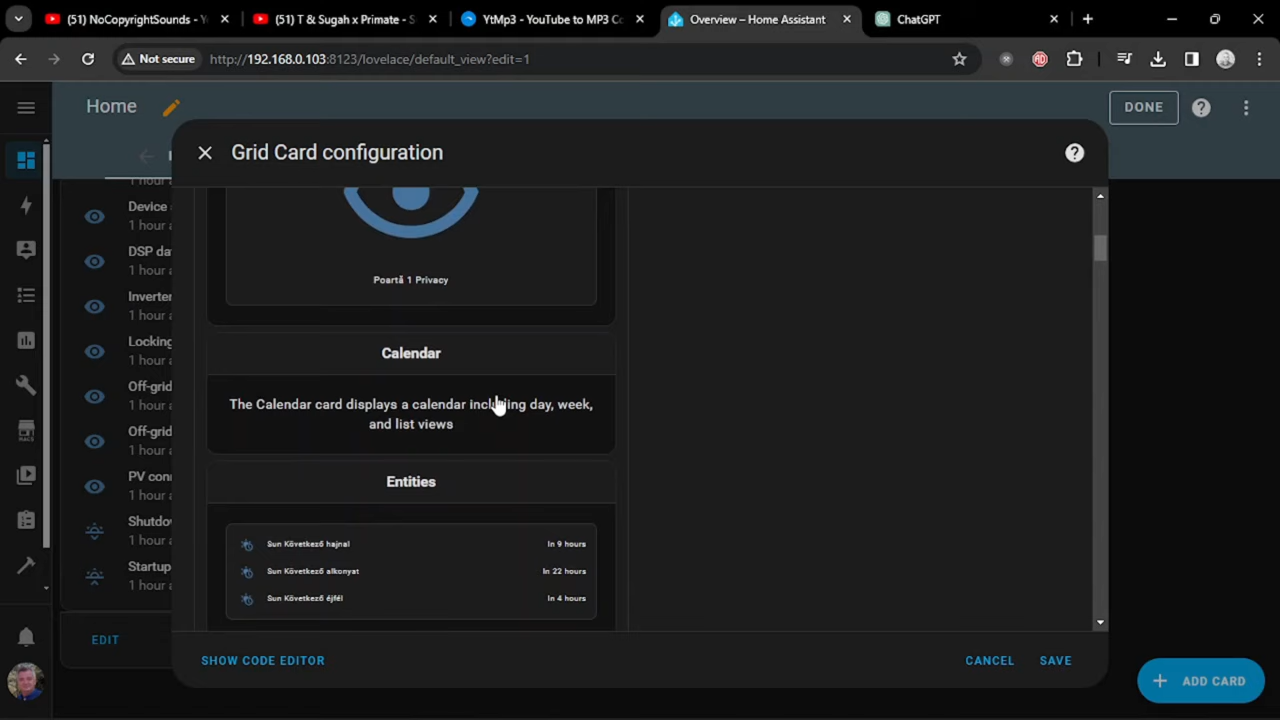 (51) NoCopyrightSounds - Y
(51) T & Sugah x Primate - S
YtMp3 - YouTube to MP3 C
Overview – Home Assistant
ChatGPT
Not secure
http://192.168.0.103:8123/lovelace/default_view?edit=1
Home
DONE
Grid Card configuration
1 hour
Device
1 hour
DSP da
1 hour
Inverter
1 hour
Locking
1 hour
Off-grid
1 hour
Off-grid
1 hour
PV con
1 hour
Shutdo
1 hour
Startup
1 hour
EDIT
HACS
Poartă 1 Privacy
Calendar
The Calendar card displays a calendar including day, week,
and list views
Entities
Sun Következő hajnal In 9 hours
Sun Következő alkonyat In 22 hours
Sun Következő éjfél In 4 hours
SHOW CODE EDITOR
CANCEL
SAVE
ADD CARD